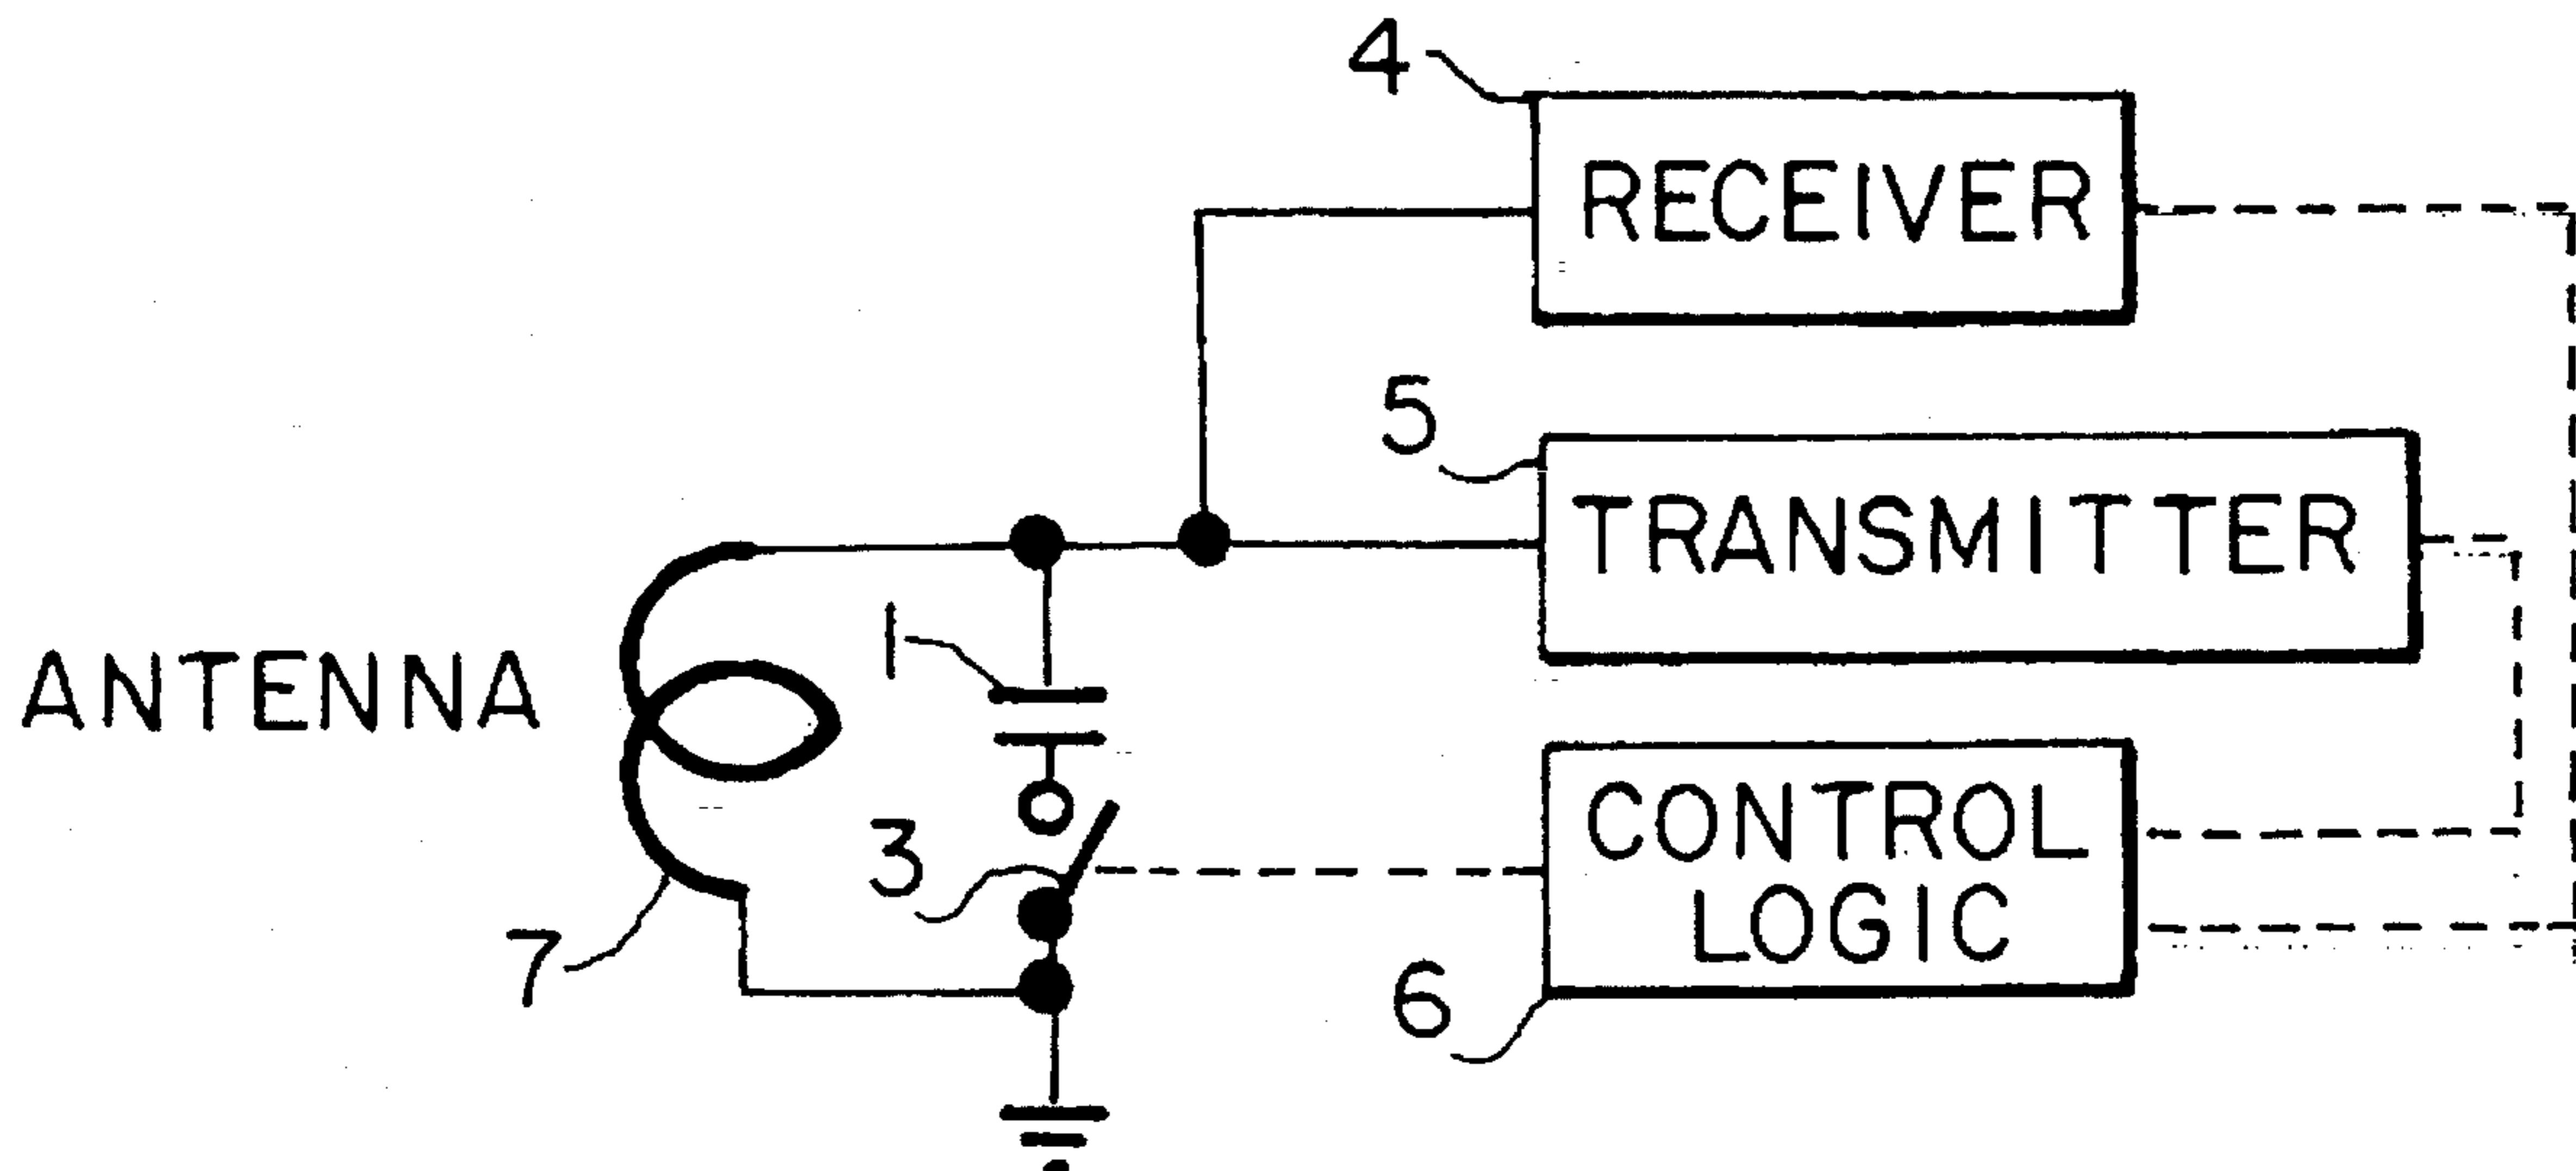 4
RECEIVER
5
TRANSMITTER
ANTENNA
1
3
CONTROL
LOGIC
7
6